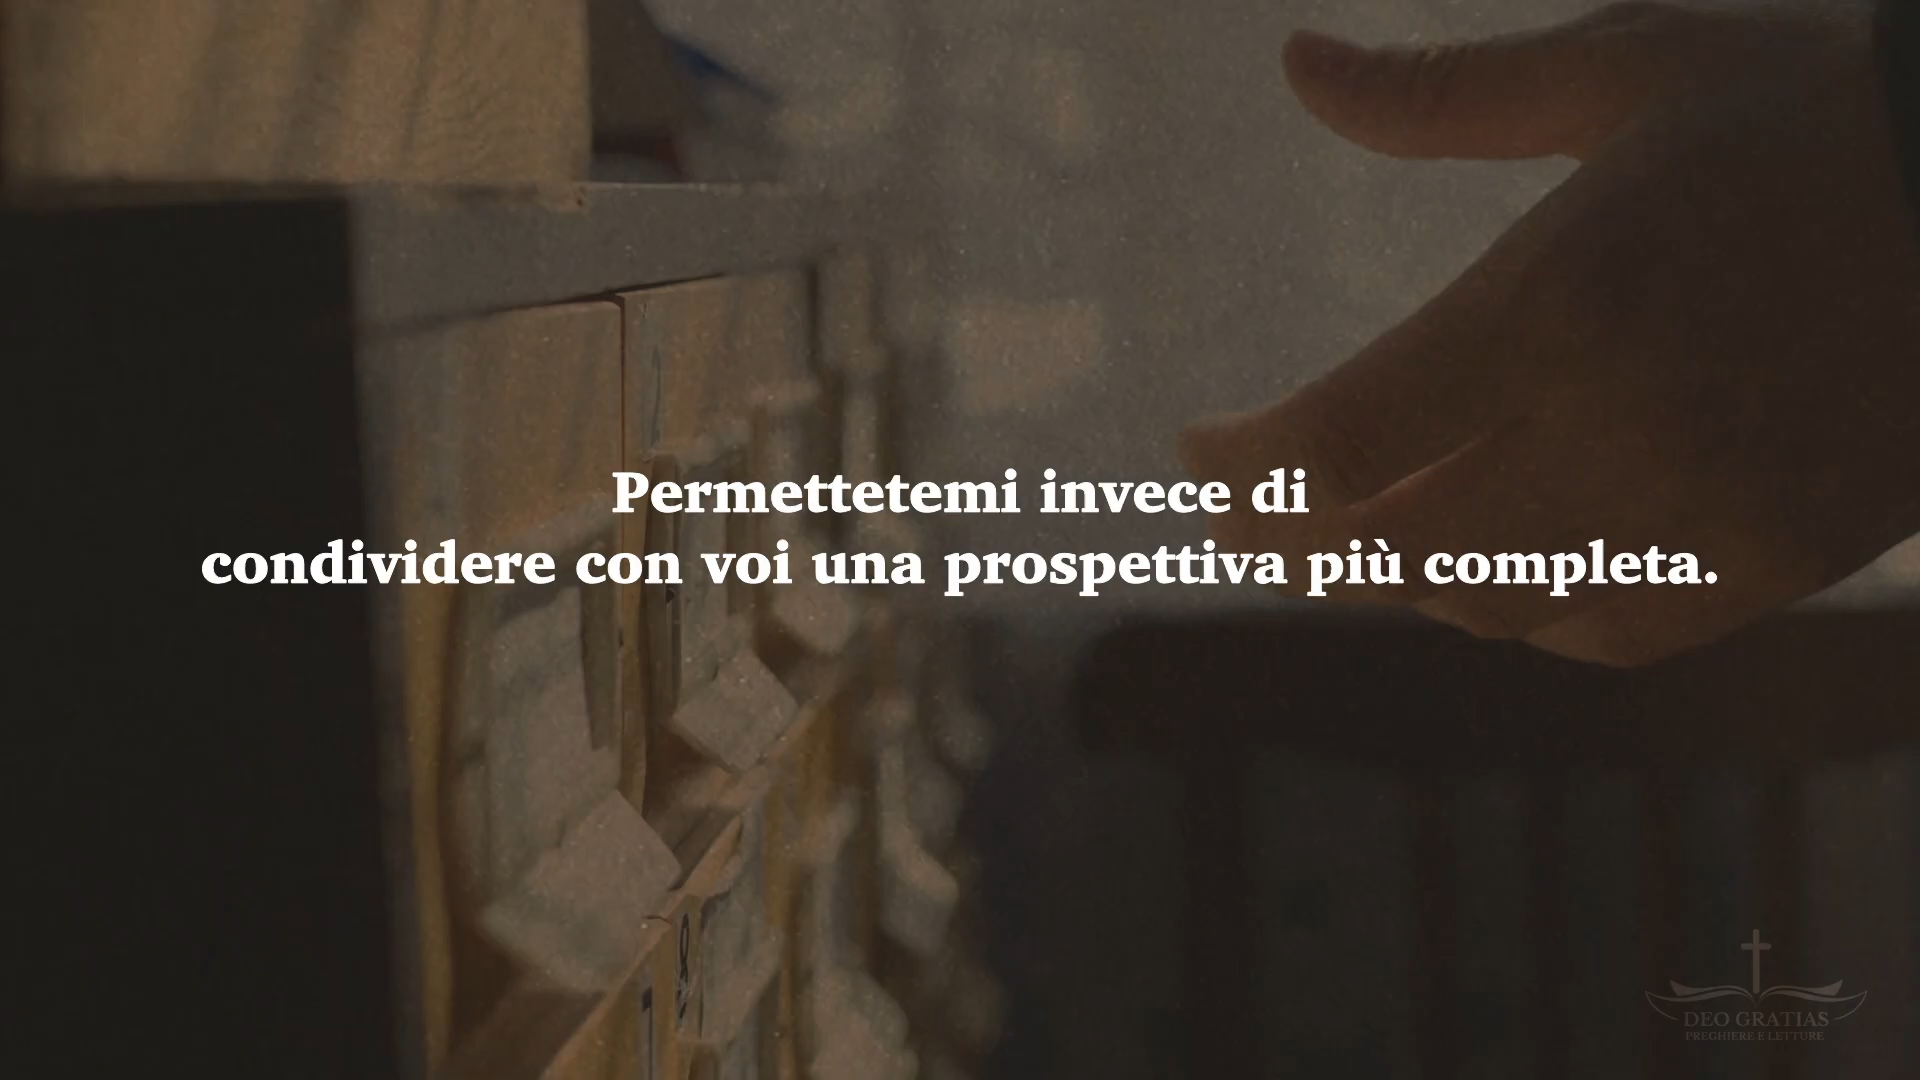 Permettetemi invece di
condividere con voi una prospettiva più completa.
DEO GRATIAS
PREGHIERE E LETTURE